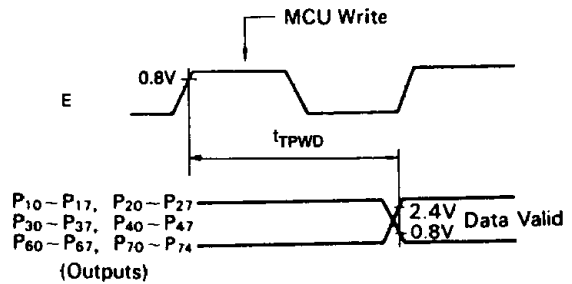 MCU Write
0.8V
E
tTPWD
P10~P17, P20~P27
P30~P37, P40~P47
P60~P67, P70~P74
2.4V
0.8V
Data Valid
(Outputs)